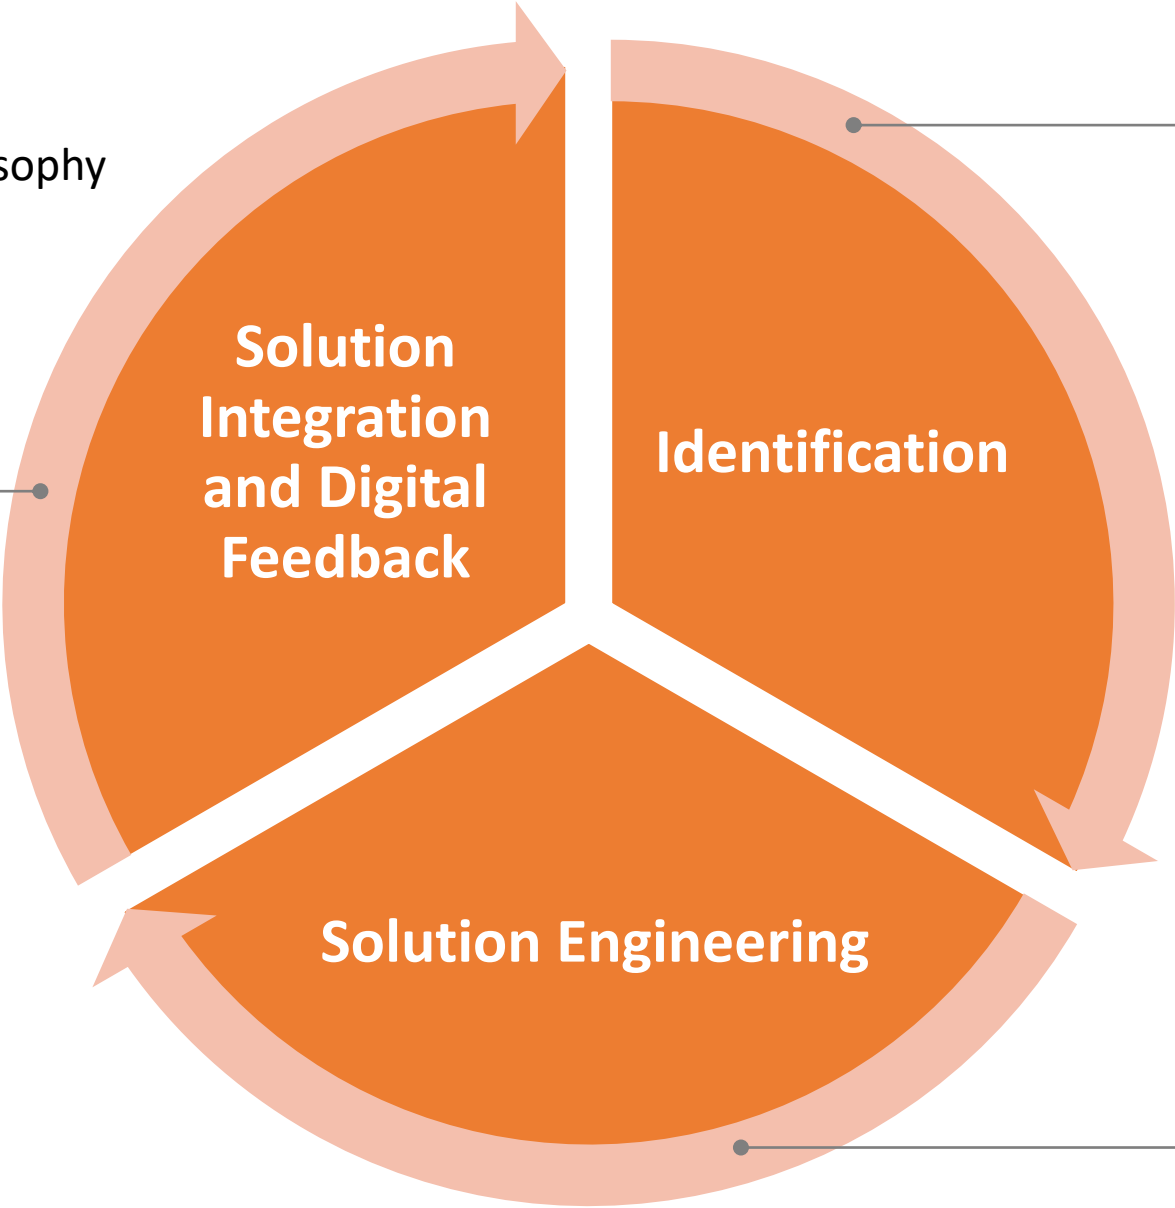 sophy
Solution
Integration
and Digital
Feedback
Identification
Solution Engineering